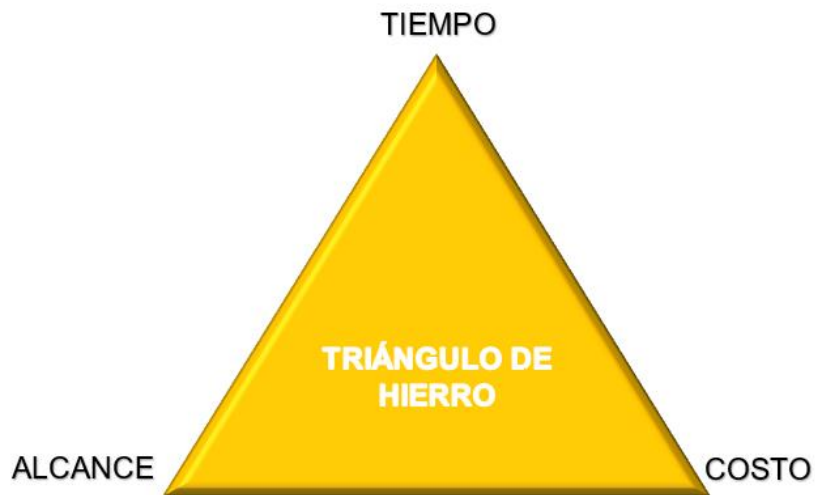 TIEMPO
TRIÁNGULO DE
HIERRO
ALCANCE
COSTO